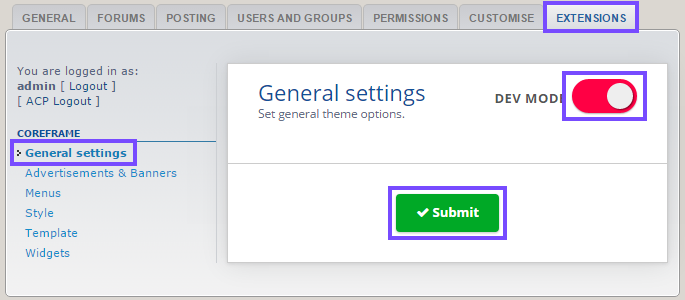 GENERAL FORUMS POSTING USERS AND GROUPS PERMISSIONS CUSTOMISE EXTENSIONS
You are logged in as:
admin [ Logout ]
[ ACP Logout ]
COREFRAME
General settings
Advertisements & Banners
Menus
Style
Template
Widgets
General settings
Set general theme options.
DEV MOD
Submit